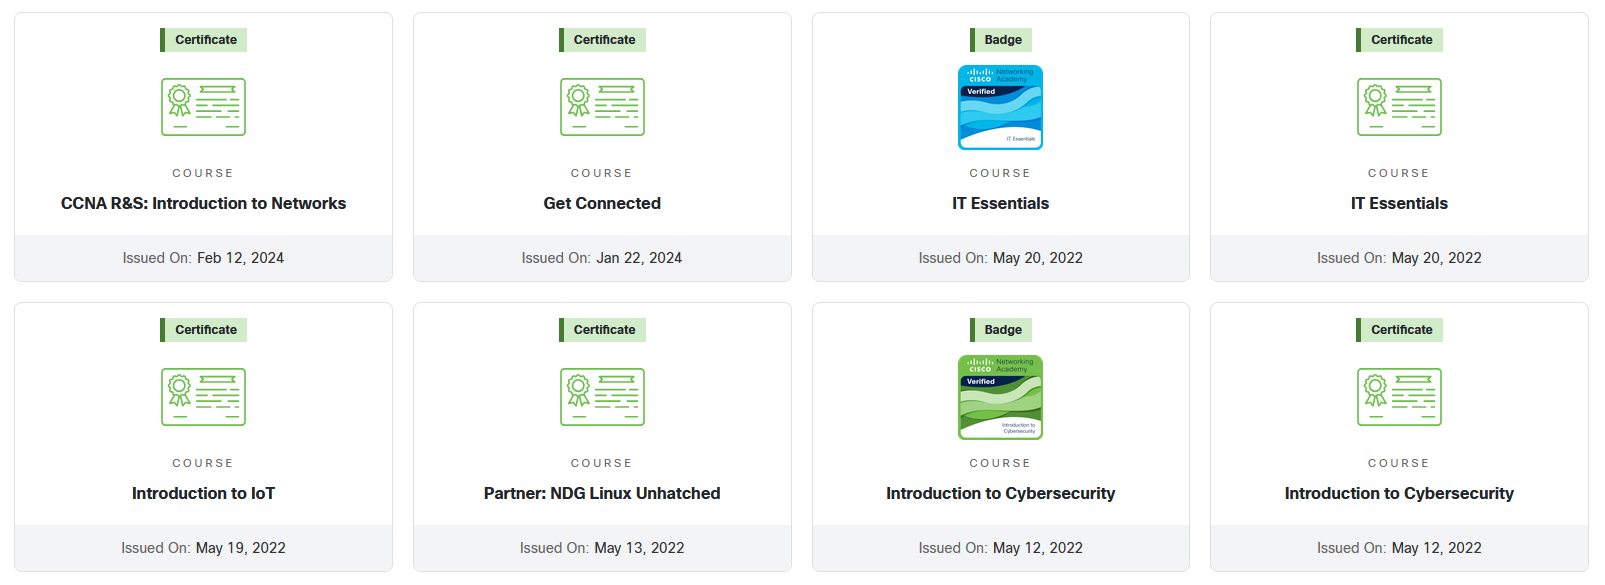 Certificate
COURSE
CCNA R&S: Introduction to Networks
Issued On: Feb 12, 2024
Certificate
COURSE
Get Connected
Issued On: Jan 22, 2024
Badge
CISCO
Networking
Academy
Verified
IT Essentials
COURSE
IT Essentials
Issued On: May 20, 2022
Certificate
COURSE
IT Essentials
Issued On: May 20, 2022
Certificate
COURSE
Introduction to IoT
Issued On: May 19, 2022
Certificate
COURSE
Partner: NDG Linux Unhatched
Issued On: May 13, 2022
Badge
CISCO
Networking
Academy
Verified
Introduction to
Cybersecurity
COURSE
Introduction to Cybersecurity
Issued On: May 12, 2022
Certificate
COURSE
Introduction to Cybersecurity
Issued On: May 12, 2022